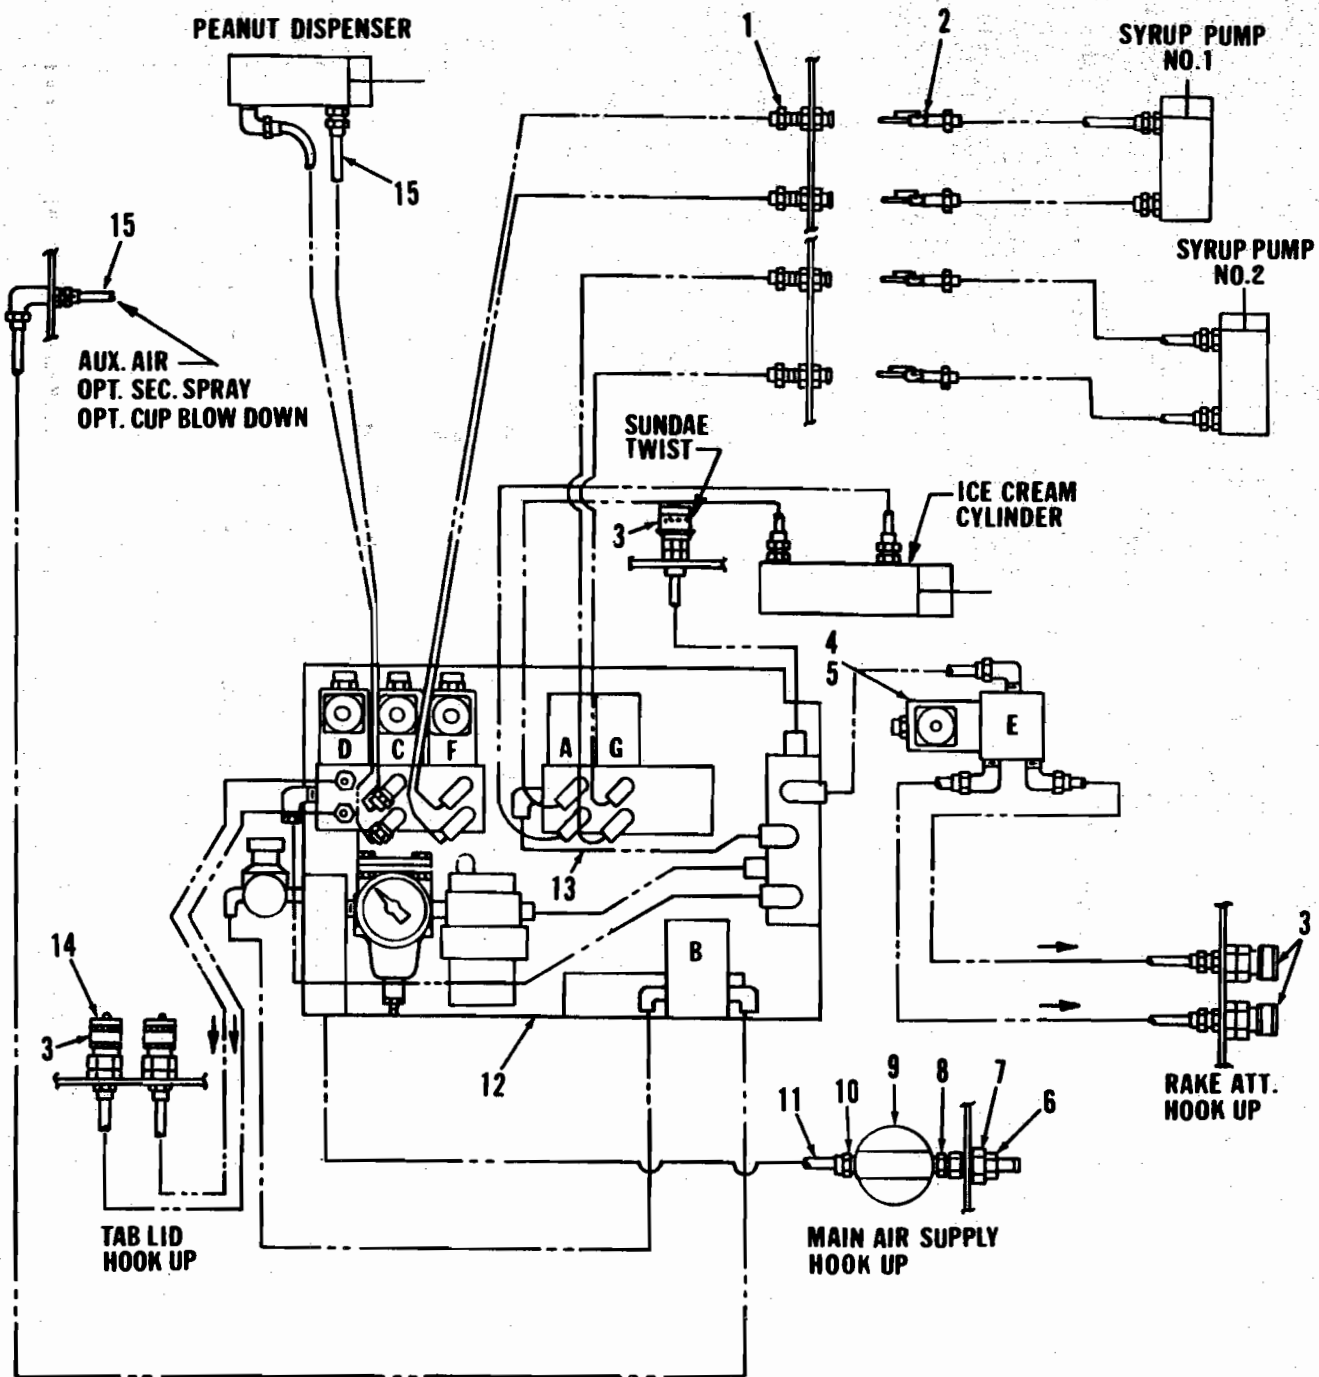 PEANUT DISPENSER
1
2
SYRUP PUMP
NO.1
15
15
SYRUP PUMP
NO.2
AUX. AIR
OPT. SEC. SPRAY
OPT. CUP BLOW DOWN
SUNDAE
TWIST
3
ICE CREAM
CYLINDER
4
5
D
C
F
A
G
E
13
B
14
3
3
12
11
10
9
8
7
6
RAKE ATT.
HOOK UP
TAB LID
HOOK UP
MAIN AIR SUPPLY
HOOK UP